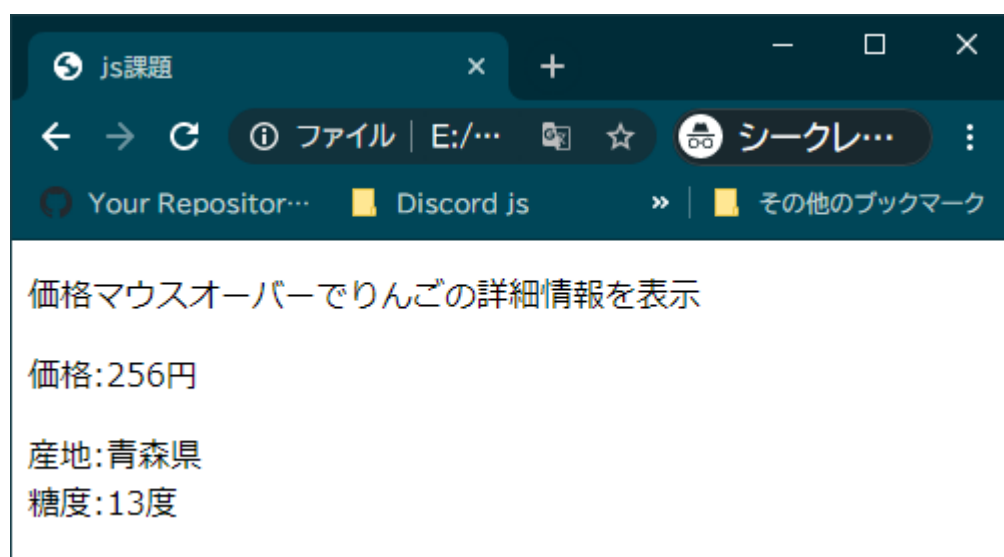 js課題
ファイル | E:/…
シークレ…
Your Repositor…
Discord js
»
その他のブックマーク
価格マウスオーバーでりんごの詳細情報を表示
価格:256円
産地:青森県
糖度:13度